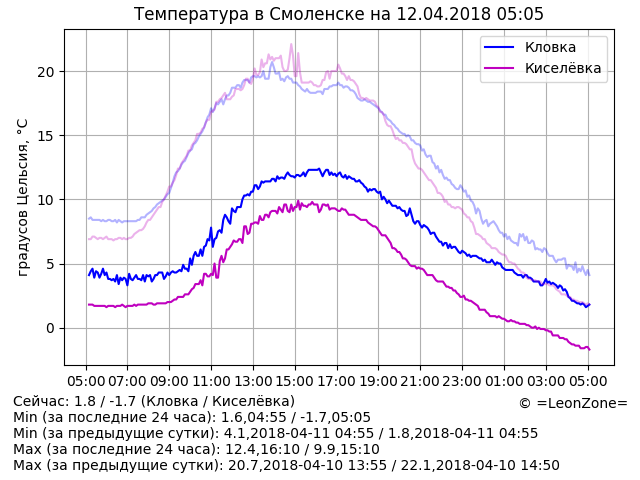 Температура в Смоленске на 12.04.2018 05:05
градусов Цельсия, °C
20
15
10
5
0
Кловка
Киселёвка
05:00 07:00 09:00 11:00 13:00 15:00 17:00 19:00 21:00 23:00 01:00 03:00 05:00
Сейчас: 1.8 / -1.7 (Кловка / Киселёвка)
© =LeonZone=
Min (за последние 24 часа): 1.6,04:55 / -1.7,05:05
Min (за предыдущие сутки): 4.1,2018-04-11 04:55 / 1.8,2018-04-11 04:55
Max (за последние 24 часа): 12.4,16:10 / 9.9,15:10
Max (за предыдущие сутки): 20.7,2018-04-10 13:55 / 22.1,2018-04-10 14:50